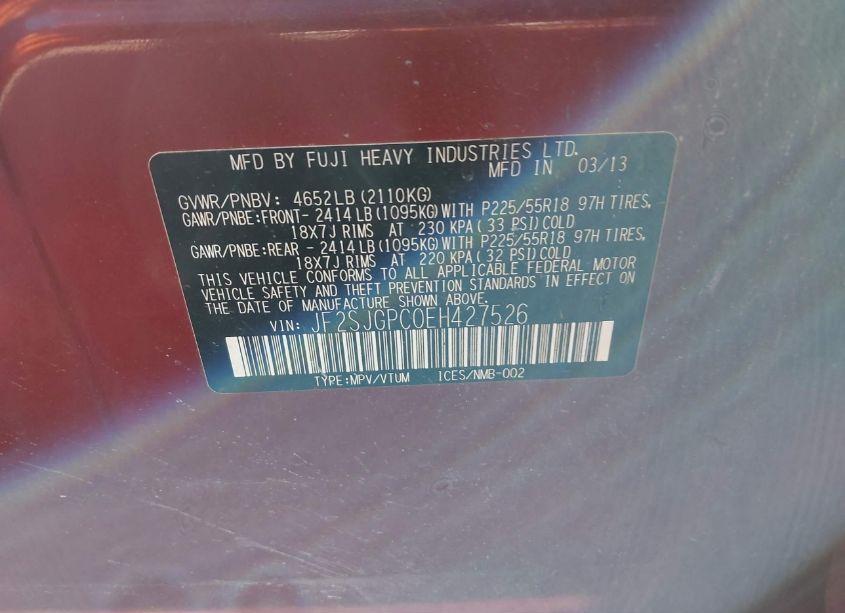 MFD BY FUJI HEAVY INDUSTRIES LTD.
MFD IN 03/13
GVWR/PNBV: 4652LB(2110KG)
GAWR/PNBE:FRONT- 2414LB(1095KG)WITH P225/55R18 97H TIRES,
18X7J RIMS AT 230 KPA(33 PSI)COLD
GAWR/PNBE:REAR - 2414LB(1095KG)WITH P225/55R18 97H TIRES,
18X7J RIMS AT 220 KPA(32 PSI)COLD
THIS VEHICLE CONFORMS TO ALL APPLICABLE FEDERAL MOTOR
VEHICLE SAFETY AND THEFT PREVENTION STANDARDS IN EFFECT ON
THE DATE OF MANUFACTURE SHOWN ABOVE.
VIN: JF2SJGPC0EH427526
TYPE:MPV/VTUM ICES/NMB-002